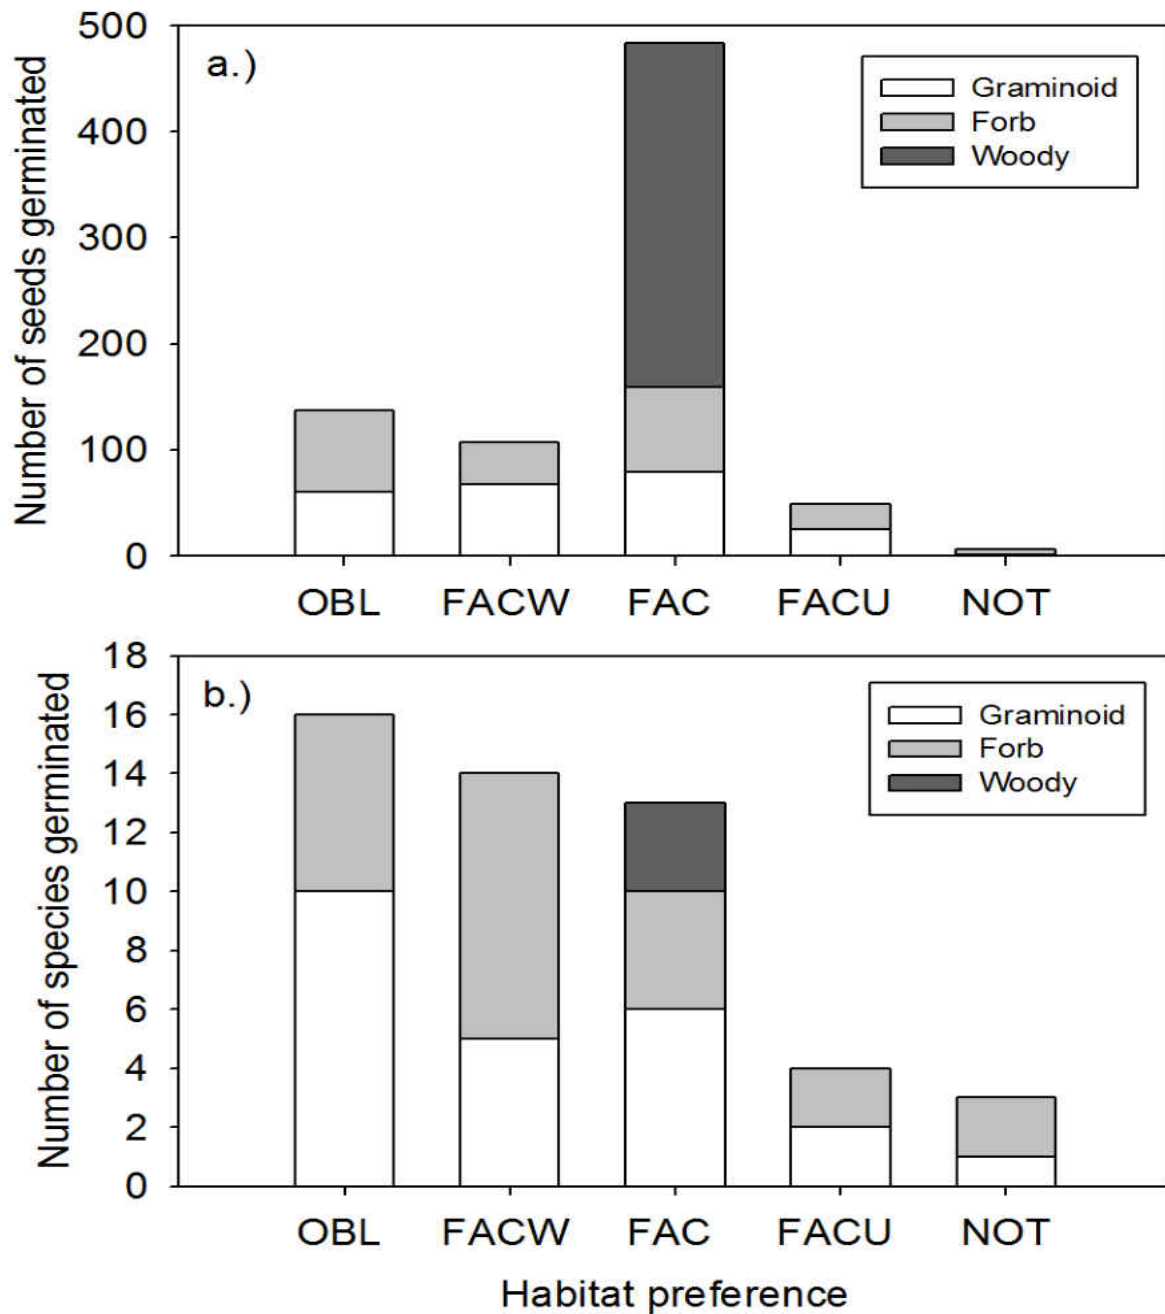 a.)
Number of seeds germinated
500
400
300
200
100
0
Graminoid
Forb
Woody
OBL FACW FAC FACU NOT
b.)
Number of species germinated
18
16
14
12
10
8
6
4
2
0
Graminoid
Forb
Woody
OBL FACW FAC FACU NOT
Habitat preference